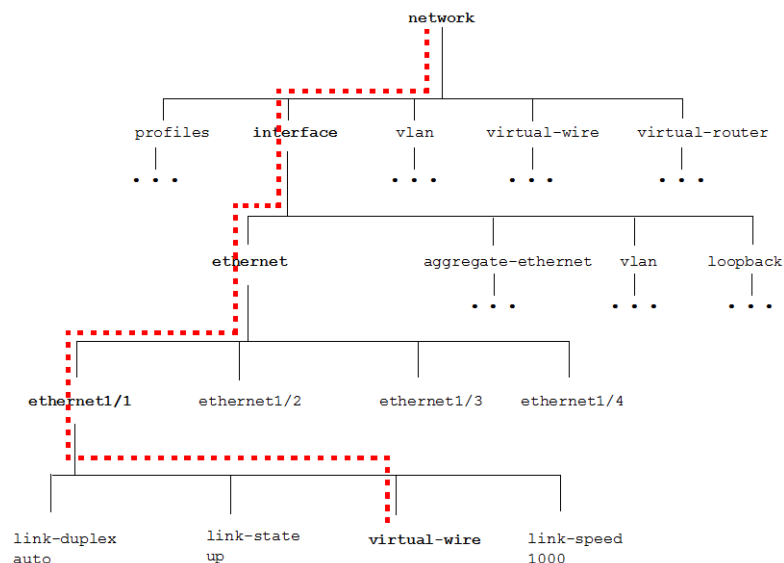 network
profiles interface vlan virtual-wire virtual-router
... ... ... ...
ethernet aggregate-ethernet vlan loopback
... ... ...
ethernet1/1 ethernet1/2 ethernet1/3 ethernet1/4
link-duplex link-state virtual-wire link-speed
auto up 1000